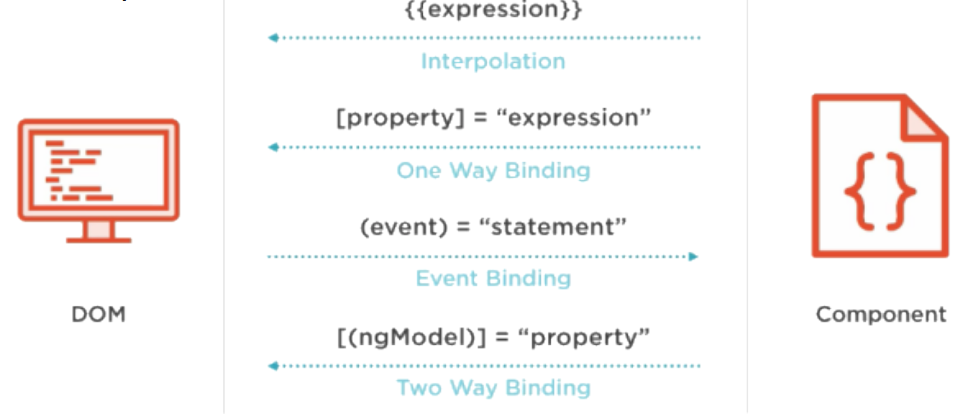 {{expression}}
Interpolation
[property] = “expression”
One Way Binding
(event) = “statement”
Event Binding
[(ngModel)] = “property”
Two Way Binding
DOM
{}
Component